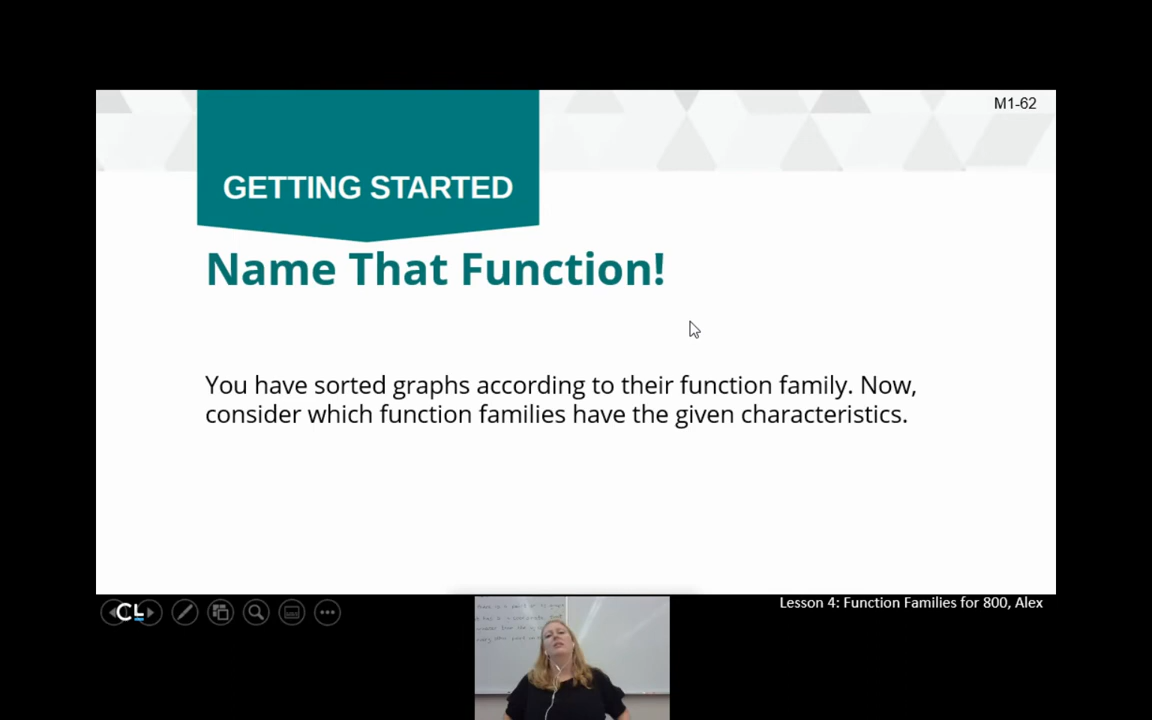 M1-62
GETTING STARTED
Name That Function!
You have sorted graphs according to their function family. Now,
consider which function families have the given characteristics.
CL
Lesson 4: Function Families for 800, Alex